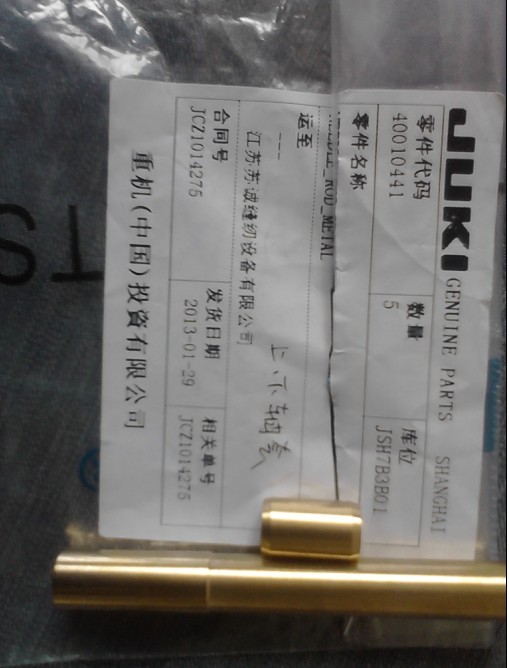 JUKI GENUINE PARTS SHANGHAI
零件代码
40010441
数量
5
库位
JSH7B3B01
零件名称
ROD_METAL
运至
---
江苏苏诚缝纫设备有限公司
上、下轴套
合同号
JCZ1014275
发货日期
2013-01-29
相关单号
JCZ1014275
重机(中国)投資有限公司
TS